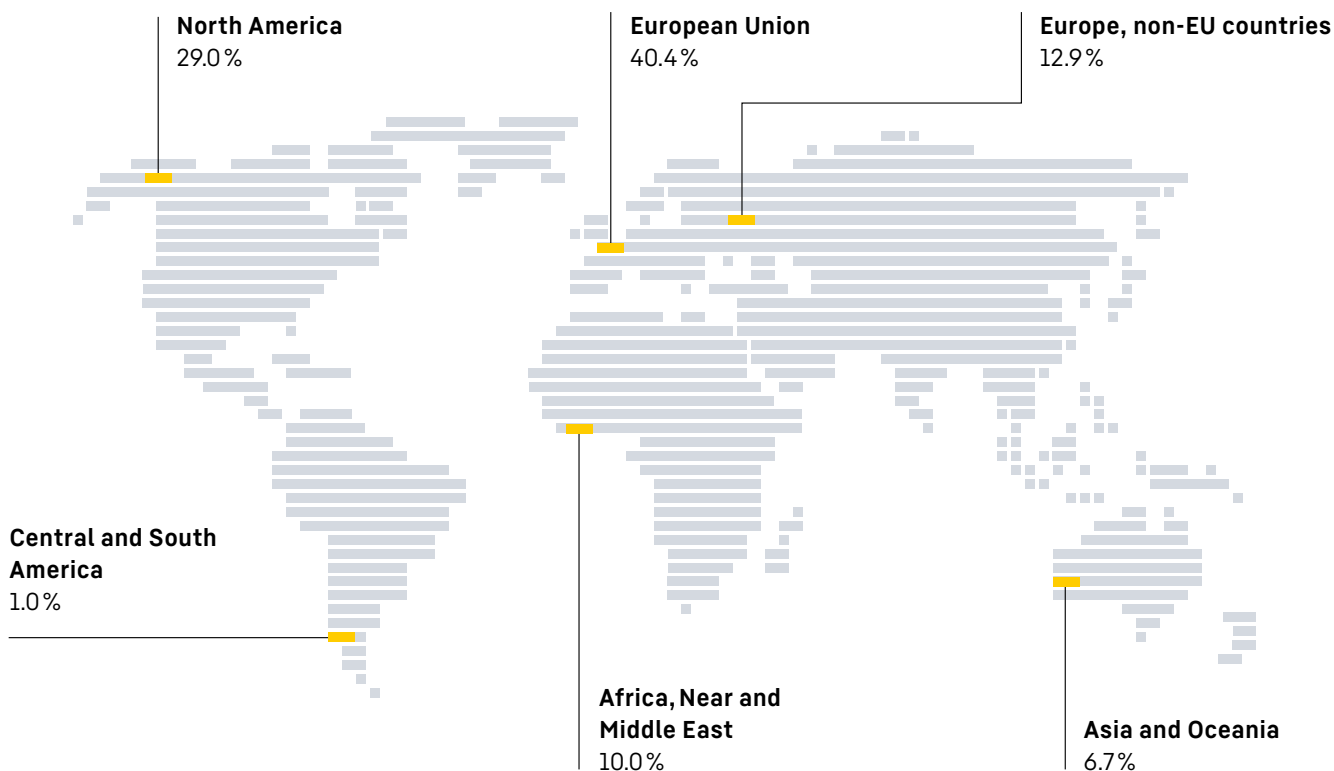 North America
29.0 %
European Union
40.4 %
Europe, non-EU countries
12.9 %
Central and South
America
1.0 %
Africa, Near and
Middle East
10.0 %
Asia and Oceania
6.7 %